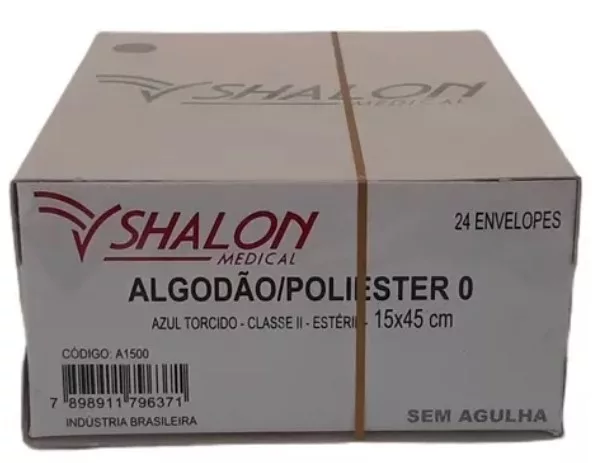 SHALON
MEDICAL
SHALON
MEDICAL
24 ENVELOPES
ALGODÃO/POLIESTER 0
AZUL TORCIDO - CLASSE II - ESTÉRIL - 15x45 cm
CÓDIGO: A1500
7 898911 796371
INDÚSTRIA BRASILEIRA
SEM AGULHA